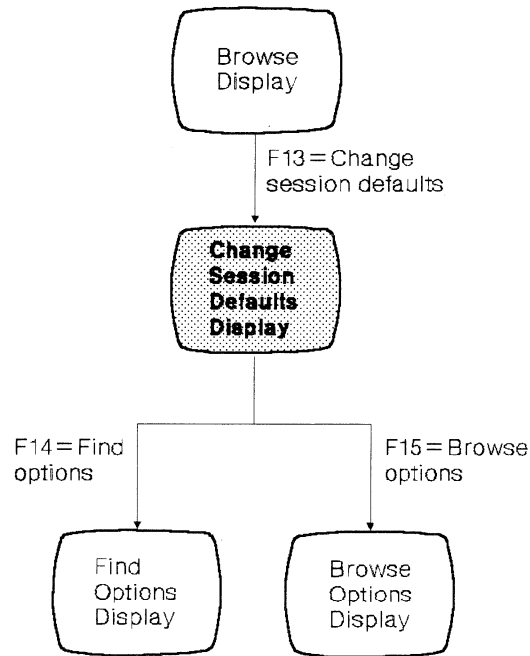 Browse
Display
F13=Change
session defaults
Change
Session
Defaults
Display
F14=Find
options
F15=Browse
options
Find
Options
Display
Browse
Options
Display